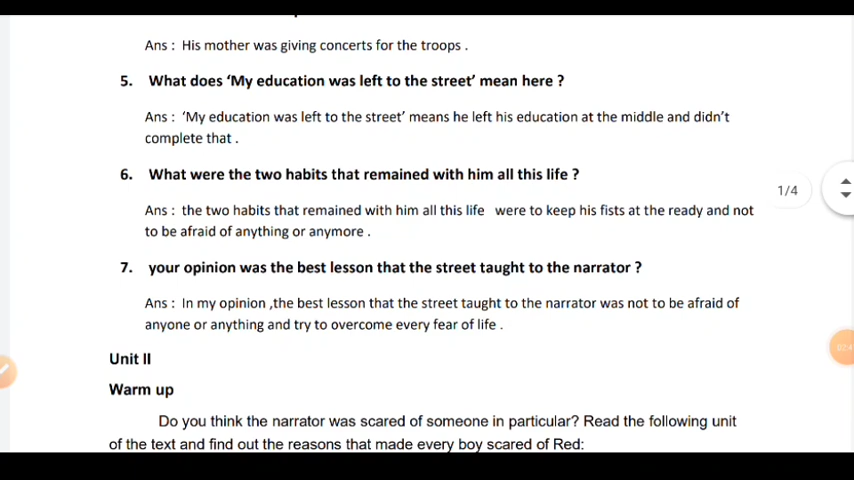 Ans : His mother was giving concerts for the troops .
5. What does ‘My education was left to the street’ mean here ?
Ans : ‘My education was left to the street’ means he left his education at the middle and didn’t
complete that .
6. What were the two habits that remained with him all this life ?
Ans : the two habits that remained with him all this life were to keep his fists at the ready and not
to be afraid of anything or anymore .
1/4
7. your opinion was the best lesson that the street taught to the narrator ?
Ans : In my opinion ,the best lesson that the street taught to the narrator was not to be afraid of
anyone or anything and try to overcome every fear of life .
Unit II
Warm up
Do you think the narrator was scared of someone in particular? Read the following unit
of the text and find out the reasons that made every boy scared of Red: